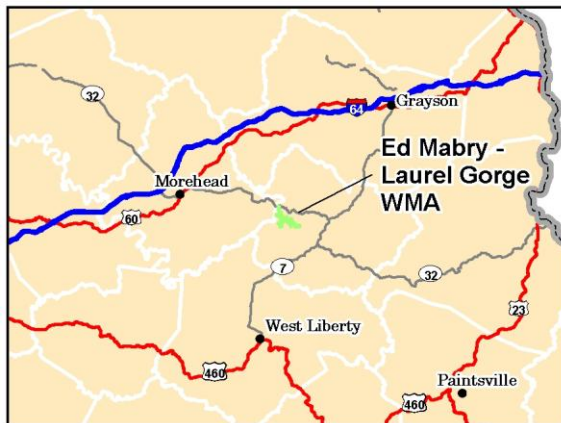 32
64
Grayson
Ed Mabry -
Laurel Gorge
WMA
Morehead
60
7
32
23
West Liberty
460
Paintsville
460